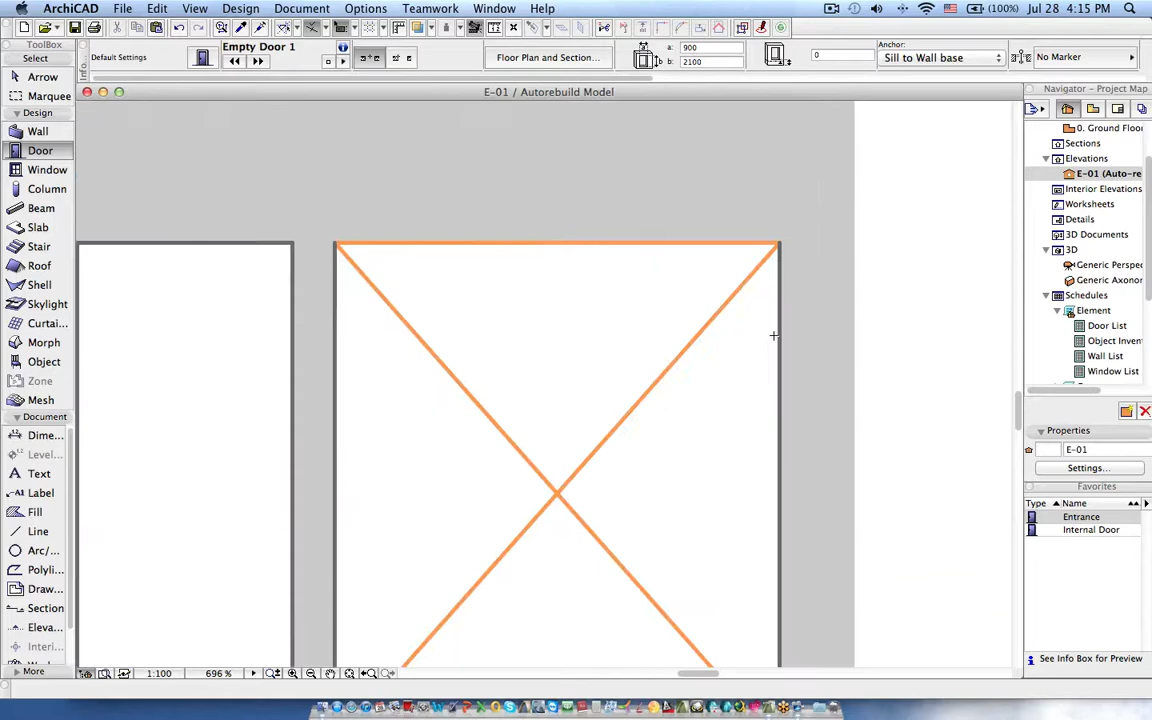 ArchiCAD File Edit View Design Document Options Teamwork Window Help
(100%) Jul 28 4:15 PM
ToolBox
Select
Arrow
Marquee
Design
Wall
Door
Window
Column
Beam
Slab
Stair
Roof
Shell
Skylight
Curtai...
Morph
Object
Zone
Mesh
Document
Dime...
Level...
Text
Label
Fill
Line
Arc/...
Polyli...
Draw...
Section
Eleva...
Interi...
More
Info...
Default Settings
Empty Door 1
Floor Plan and Section...
a: 900
b: 2100
0
Anchor:
Sill to Wall base
No Marker
E-01 / Autorebuild Model
1:100
696 %
Navigator - Project Map
0. Ground Floor
Sections
Elevations
E-01 (Auto-re
Interior Elevations
Worksheets
Details
3D Documents
3D
Generic Perspe
Generic Axonor
Schedules
Element
Door List
Object Inven
Wall List
Window List
Properties
E-01
Settings...
Favorites
Type Name
Entrance
Internal Door
See Info Box for Preview